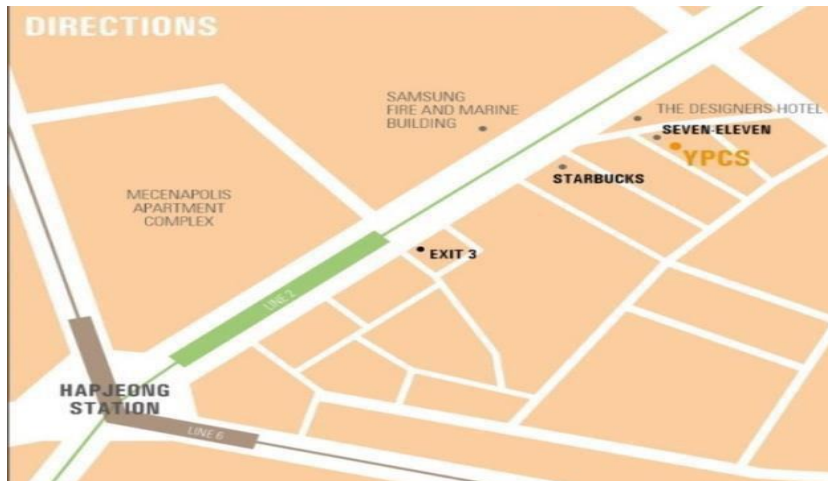 DIRECTIONS
SAMSUNG
FIRE AND MARINE
BUILDING
THE DESIGNERS HOTEL
SEVEN-ELEVEN
YPCS
STARBUCKS
MECENAPOLIS
APARTMENT
COMPLEX
EXIT 3
LINE 2
HAPJEONG
STATION
LINE 6